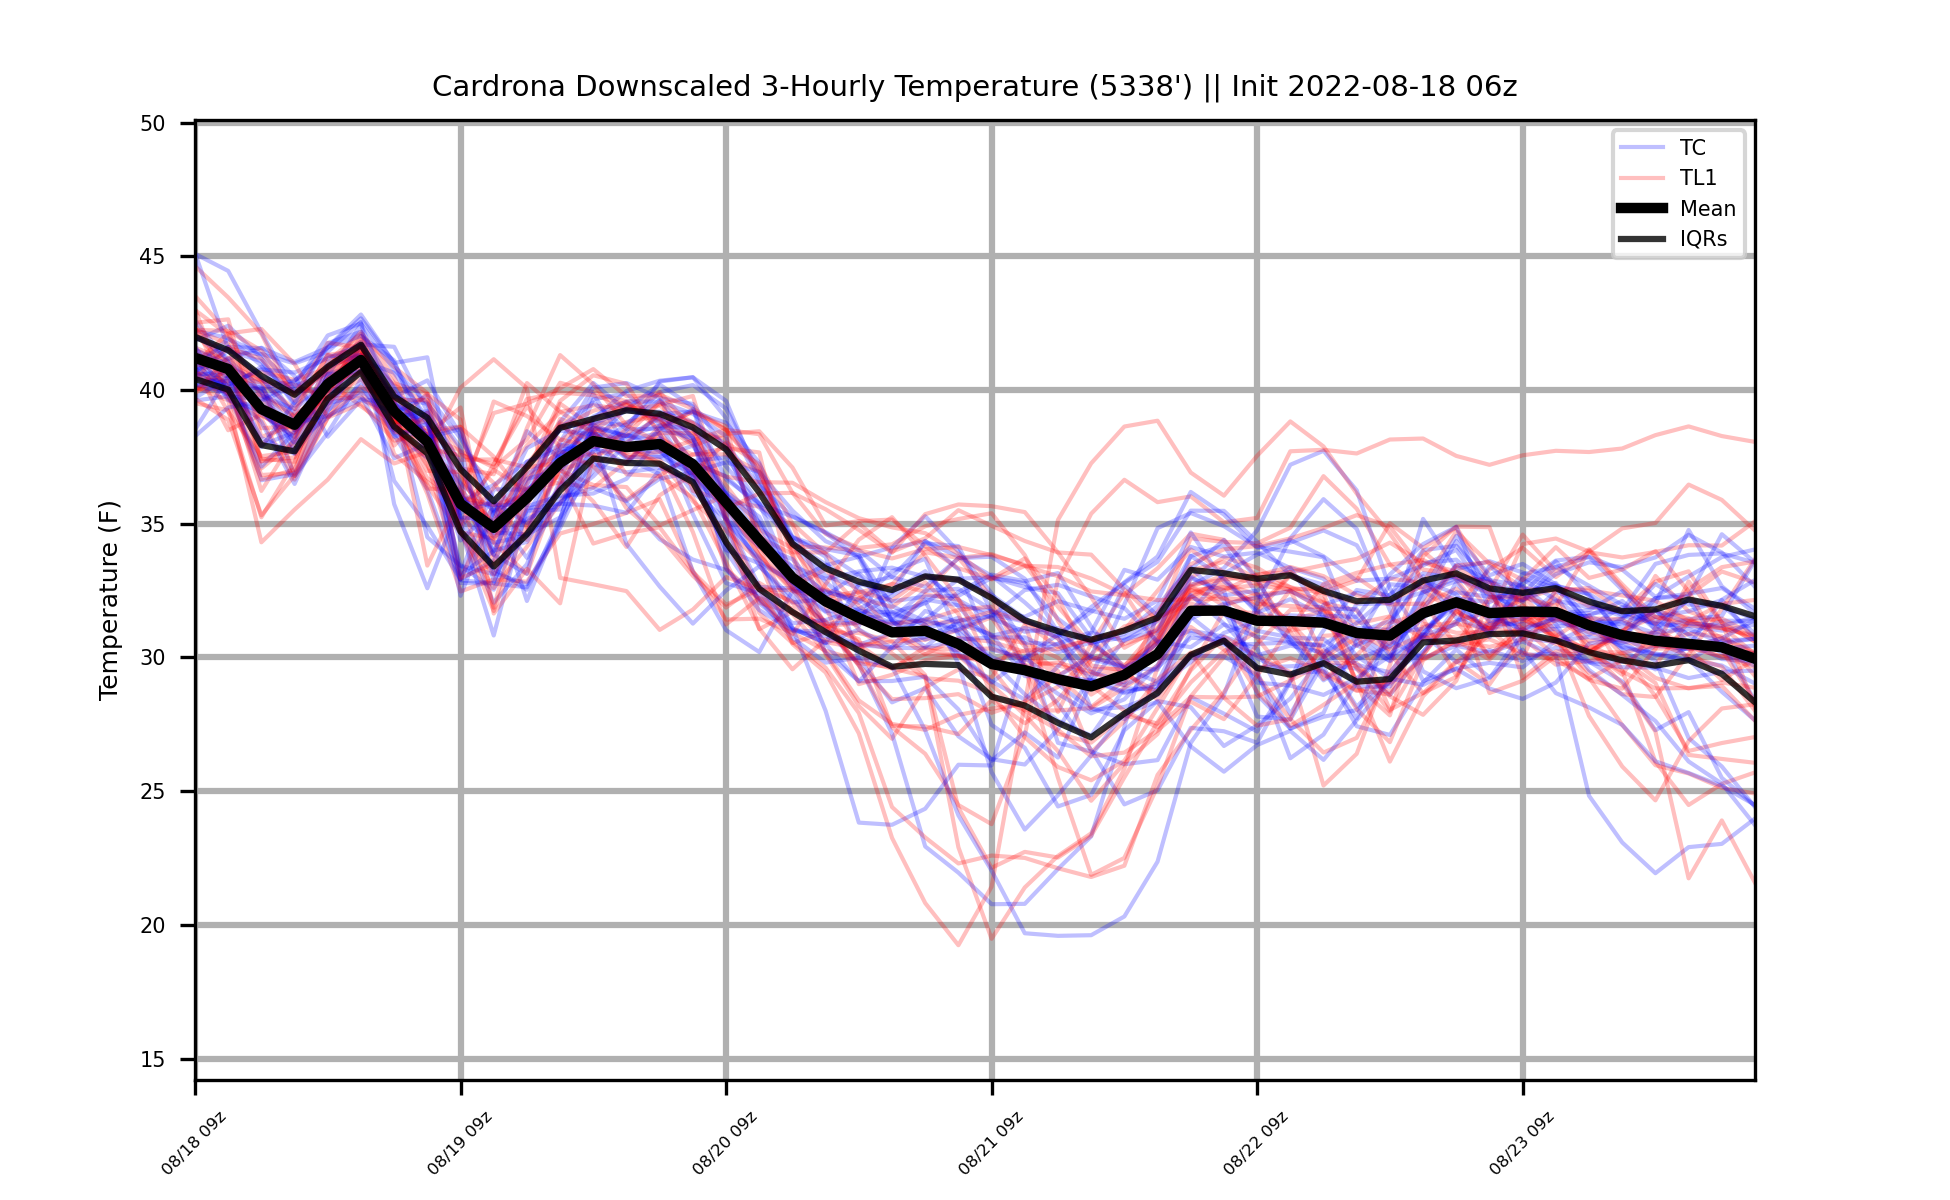 Cardrona Downscaled 3-Hourly Temperature (5338') || Init 2022-08-18 06z
TC
TL1
Mean
IQRs
Temperature (F)
50
45
40
35
30
25
20
15
08/18 09z
08/19 09z
08/20 09z
08/21 09z
08/22 09z
08/23 09z